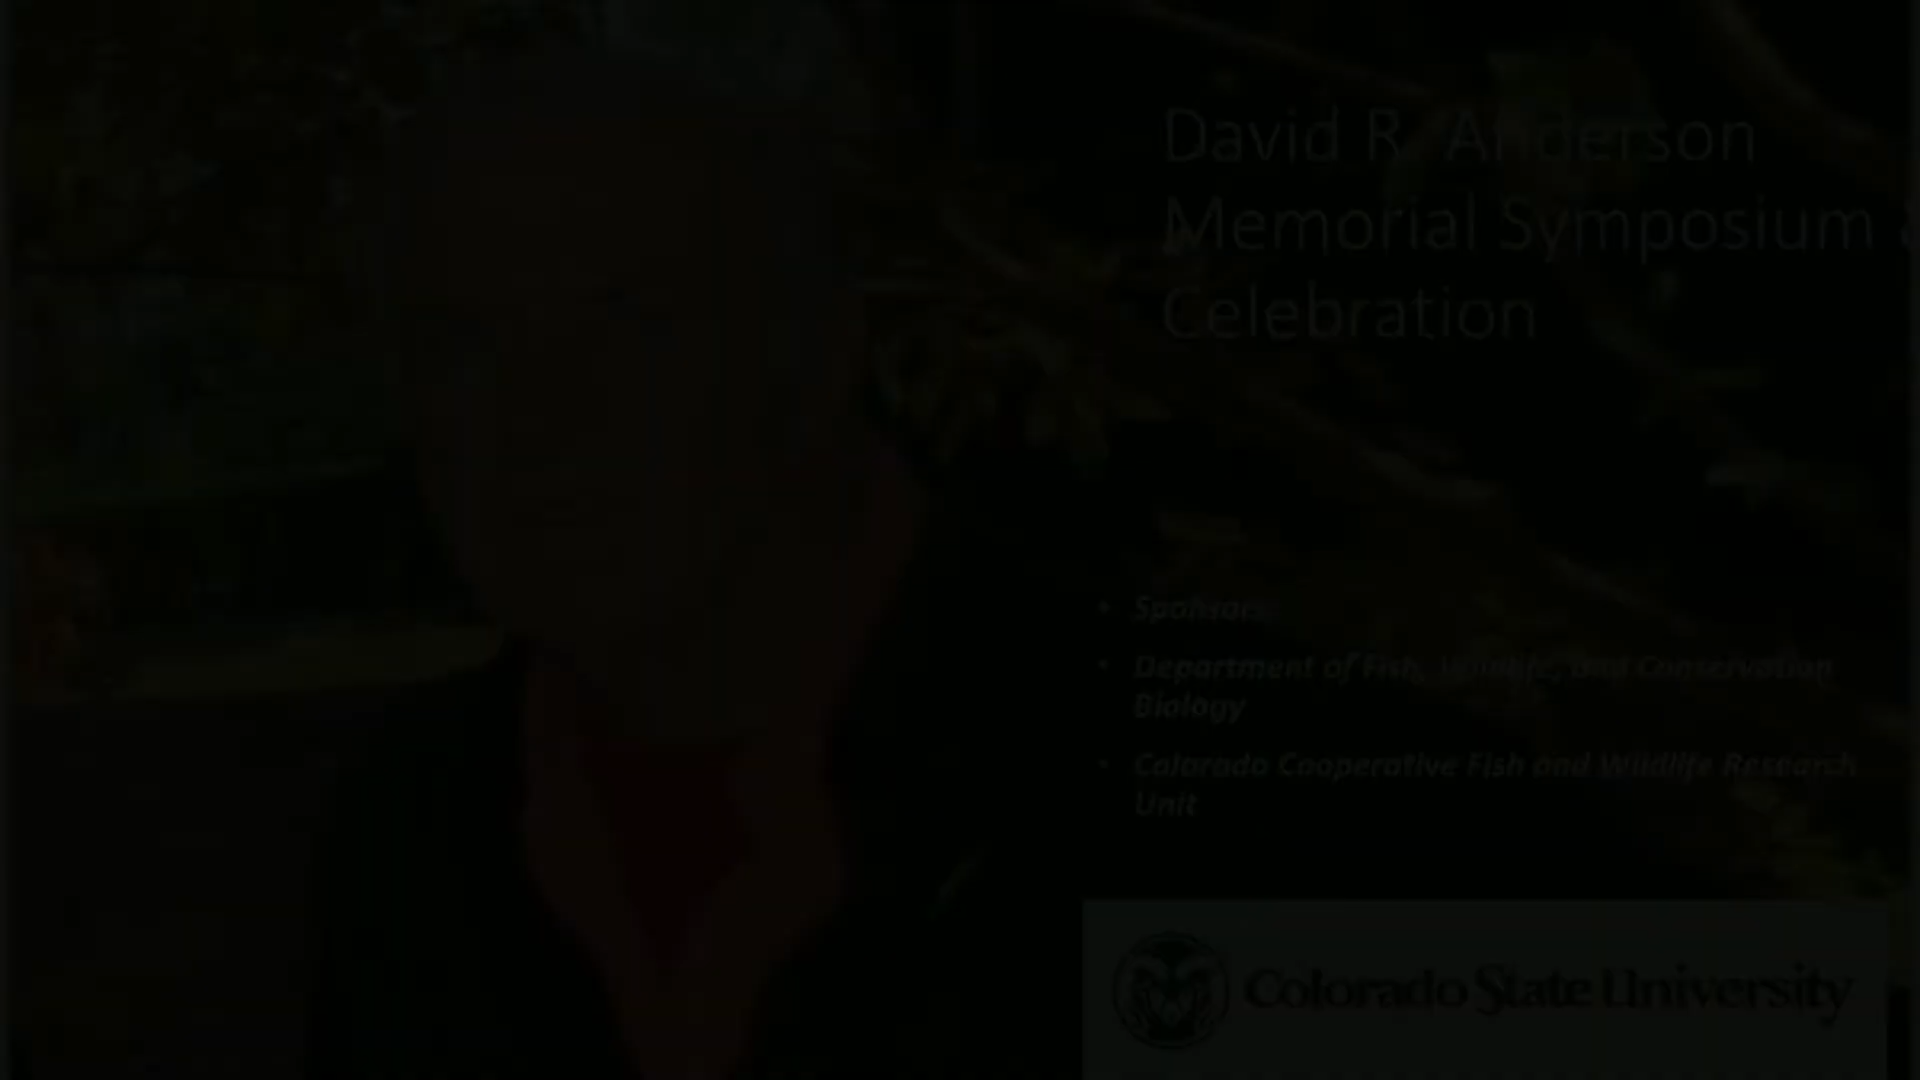 David R. Anderson
Memorial Symposium &
Celebration
• Sponsors:
• Department of Fish, Wildlife, and Conservation
Biology
• Colorado Cooperative Fish and Wildlife Research
Unit
Colorado State University